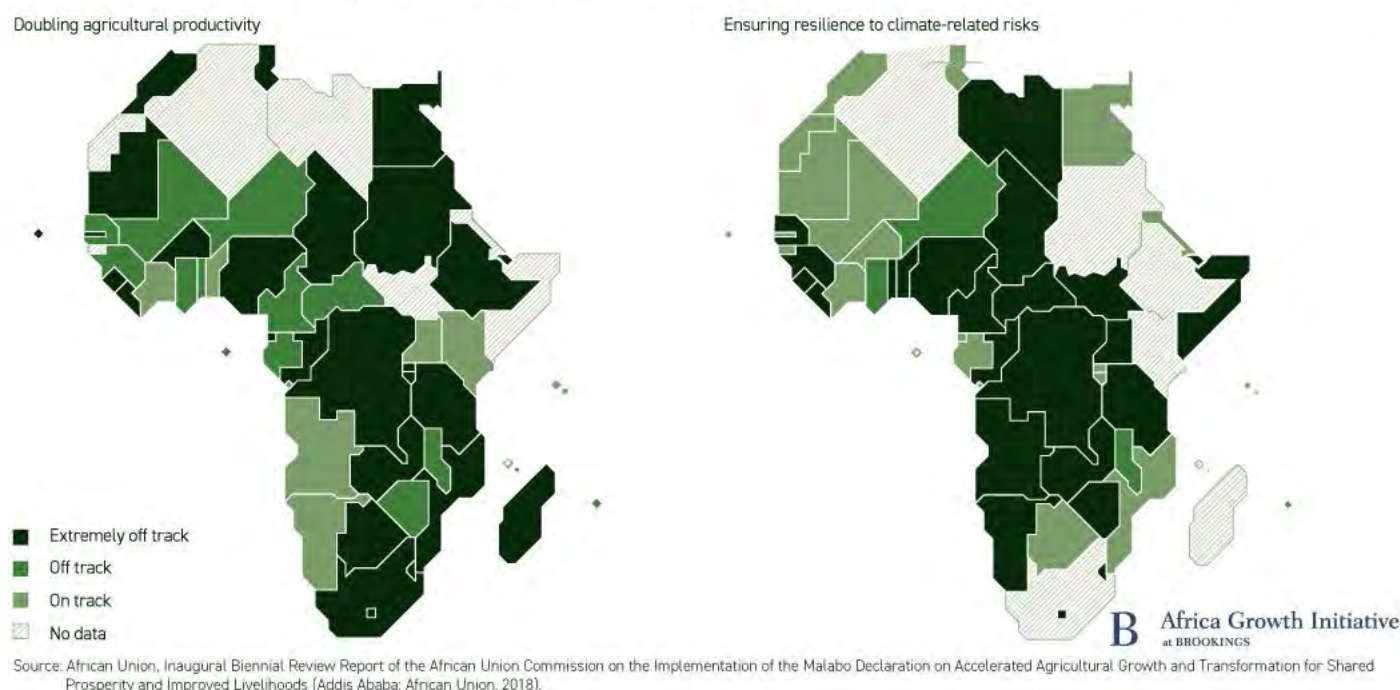 Doubling agricultural productivity
Ensuring resilience to climate-related risks
Extremely off track
Off track
On track
No data
B Africa Growth Initiative
at BROOKINGS
Source: African Union, Inaugural Biennial Review Report of the African Union Commission on the Implementation of the Malabo Declaration on Accelerated Agricultural Growth and Transformation for Shared
Prosperity and Improved Livelihoods (Addis Ababa: African Union, 2018).